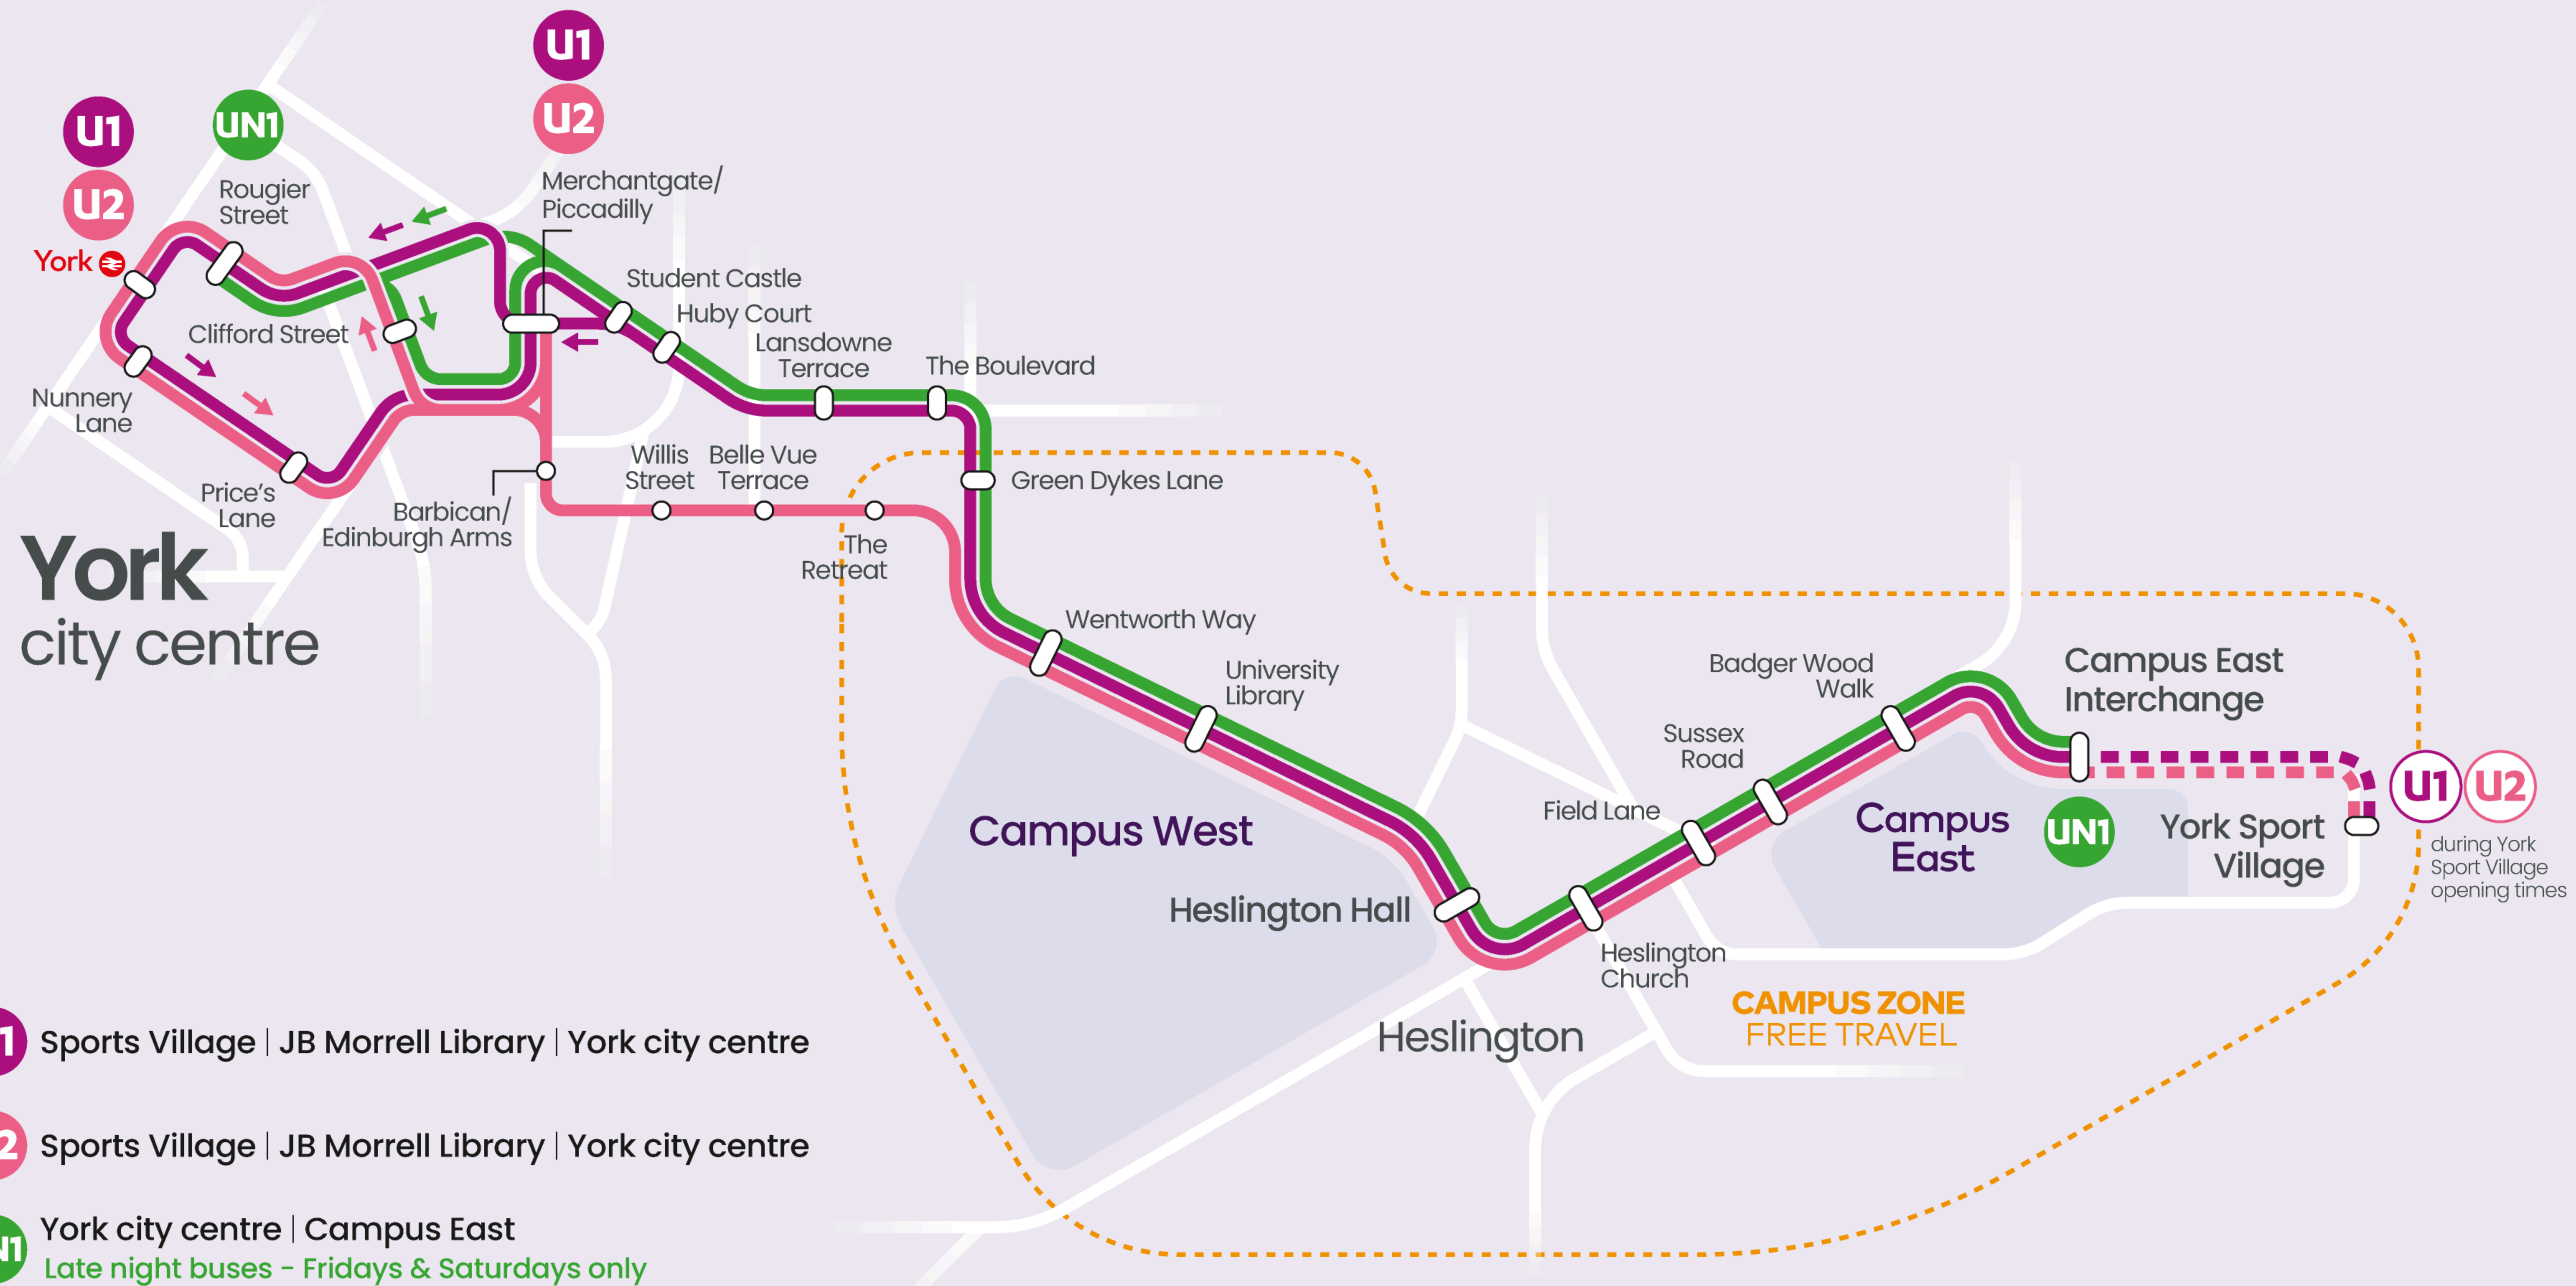 U1
U2
U1
U2
UN1
York
Rougier
Street
Merchantgate/
Piccadilly
Student Castle
Huby Court
Clifford Street
Lansdowne
Terrace
The Boulevard
Nunnery
Lane
Price's
Lane
Barbican/
Edinburgh Arms
Willis
Street
Belle Vue
Terrace
The
Retreat
Green Dykes Lane
York
city centre
Wentworth Way
University
Library
Campus West
Heslington Hall
Heslington
Church
Heslington
Field Lane
Sussex
Road
Badger Wood
Walk
Campus East
Interchange
Campus
East
UN1
York Sport
Village
U1
U2
during York
Sport Village
opening times
CAMPUS ZONE
FREE TRAVEL
1 Sports Village | JB Morrell Library | York city centre
2 Sports Village | JB Morrell Library | York city centre
N1 York city centre | Campus East
Late night buses - Fridays & Saturdays only